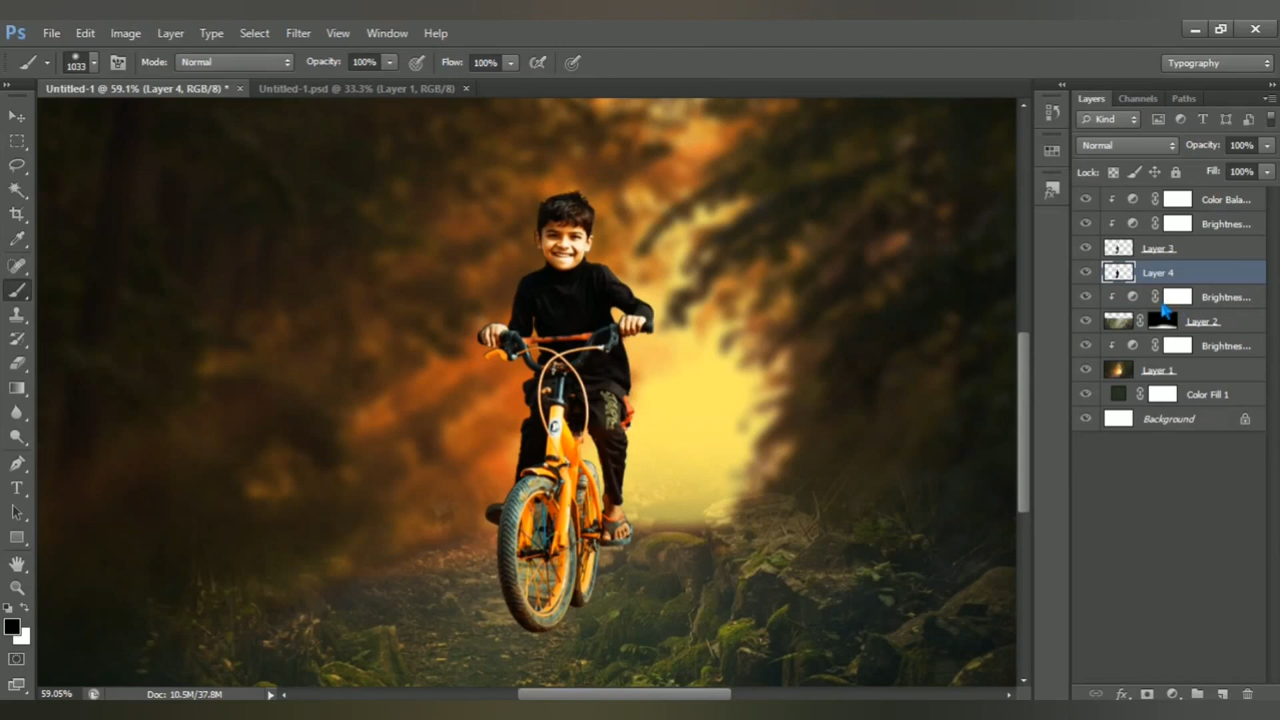 Ps File Edit Image Layer Type Select Filter View Window Help
1033 Mode: Normal Opacity: 100% Flow: 100% Typography
Untitled-1 @ 59.1% (Layer 4, RGB/8) * × Untitled-1.psd @ 33.3% (Layer 1, RGB/8) ×
Layers Channels Paths
Kind
Normal Opacity: 100%
Lock: Fill: 100%
Color Bala...
Brightnes...
Layer 3
Layer 4
Brightnes...
Layer 2
Brightnes...
Layer 1
Color Fill 1
Background
59.05% Doc: 10.5M/37.8M